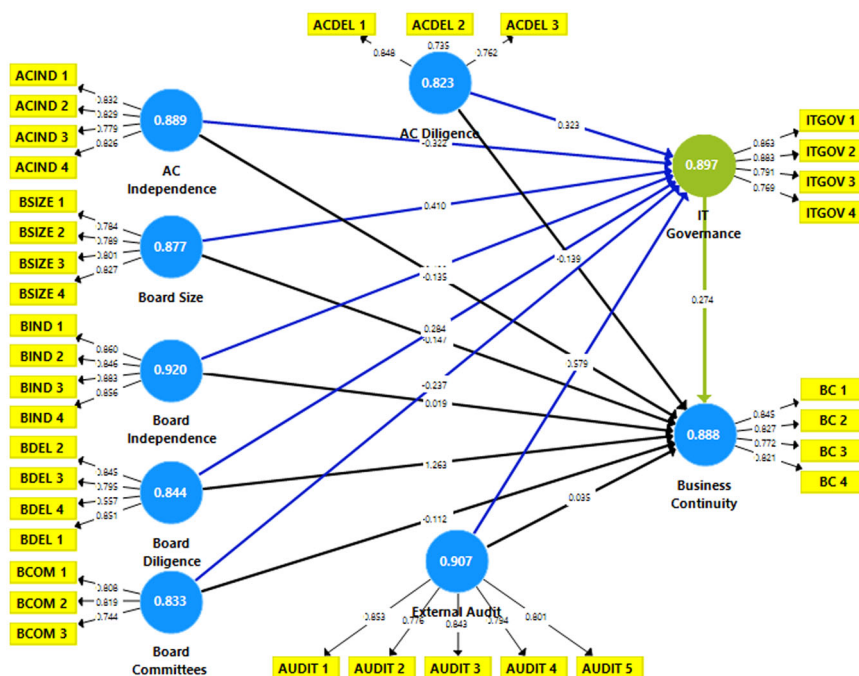 ACDEL 1
ACDEL 2
ACDEL 3
0.848
0.735
0.762
0.823
AC Diligence
ACIND 1
ACIND 2
ACIND 3
ACIND 4
0.832
0.829
0.779
0.826
0.889
AC
Independence
BSIZE 1
BSIZE 2
BSIZE 3
BSIZE 4
0.784
0.789
0.801
0.827
0.877
Board Size
BIND 1
BIND 2
BIND 3
BIND 4
0.860
0.846
0.883
0.856
0.920
Board
Independence
BDEL 2
BDEL 3
BDEL 4
BDEL 1
0.845
0.795
0.557
0.851
0.844
Board
Diligence
BCOM 1
BCOM 2
BCOM 3
0.808
0.819
0.744
0.833
Board
Committees
0.323
-0.322
0.410
-0.139
-0.135
0.284
-0.147
0.579
-0.237
0.019
1.263
-0.112
0.035
0.274
0.897
IT
Governance
0.863
0.883
0.791
0.769
ITGOV 1
ITGOV 2
ITGOV 3
ITGOV 4
0.888
Business
Continuity
0.845
0.827
0.772
0.821
BC 1
BC 2
BC 3
BC 4
0.907
External Audit
0.853
0.776
0.843
0.794
0.801
AUDIT 1
AUDIT 2
AUDIT 3
AUDIT 4
AUDIT 5